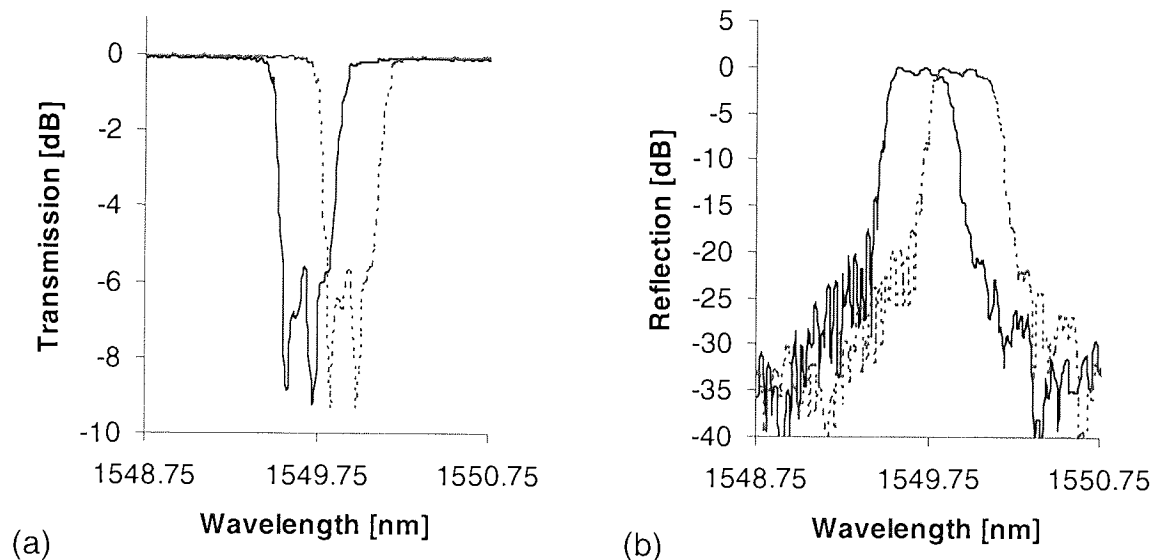 0
-2
-4
-6
-8
-10
Transmission [dB]
1548.75 1549.75 1550.75
Wavelength [nm]
(a)
5
0
-5
-10
-15
-20
-25
-30
-35
-40
Reflection [dB]
1548.75 1549.75 1550.75
Wavelength [nm]
(b)